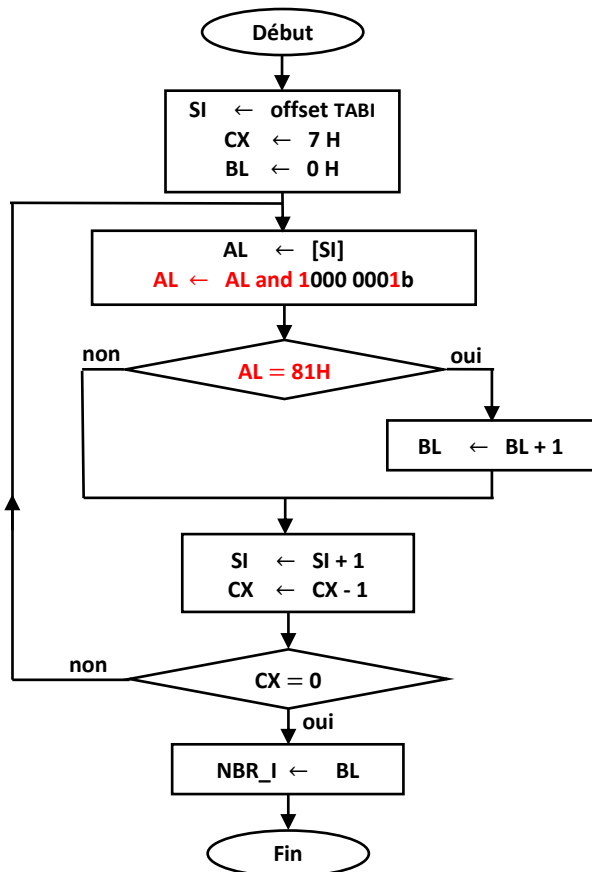 Début
SI ← offset TABI
CX ← 7 H
BL ← 0 H
AL ← [SI]
AL ← AL and 1000 0001b
non
oui
AL = 81H
BL ← BL + 1
SI ← SI + 1
CX ← CX - 1
non
CX = 0
oui
NBR_I ← BL
Fin